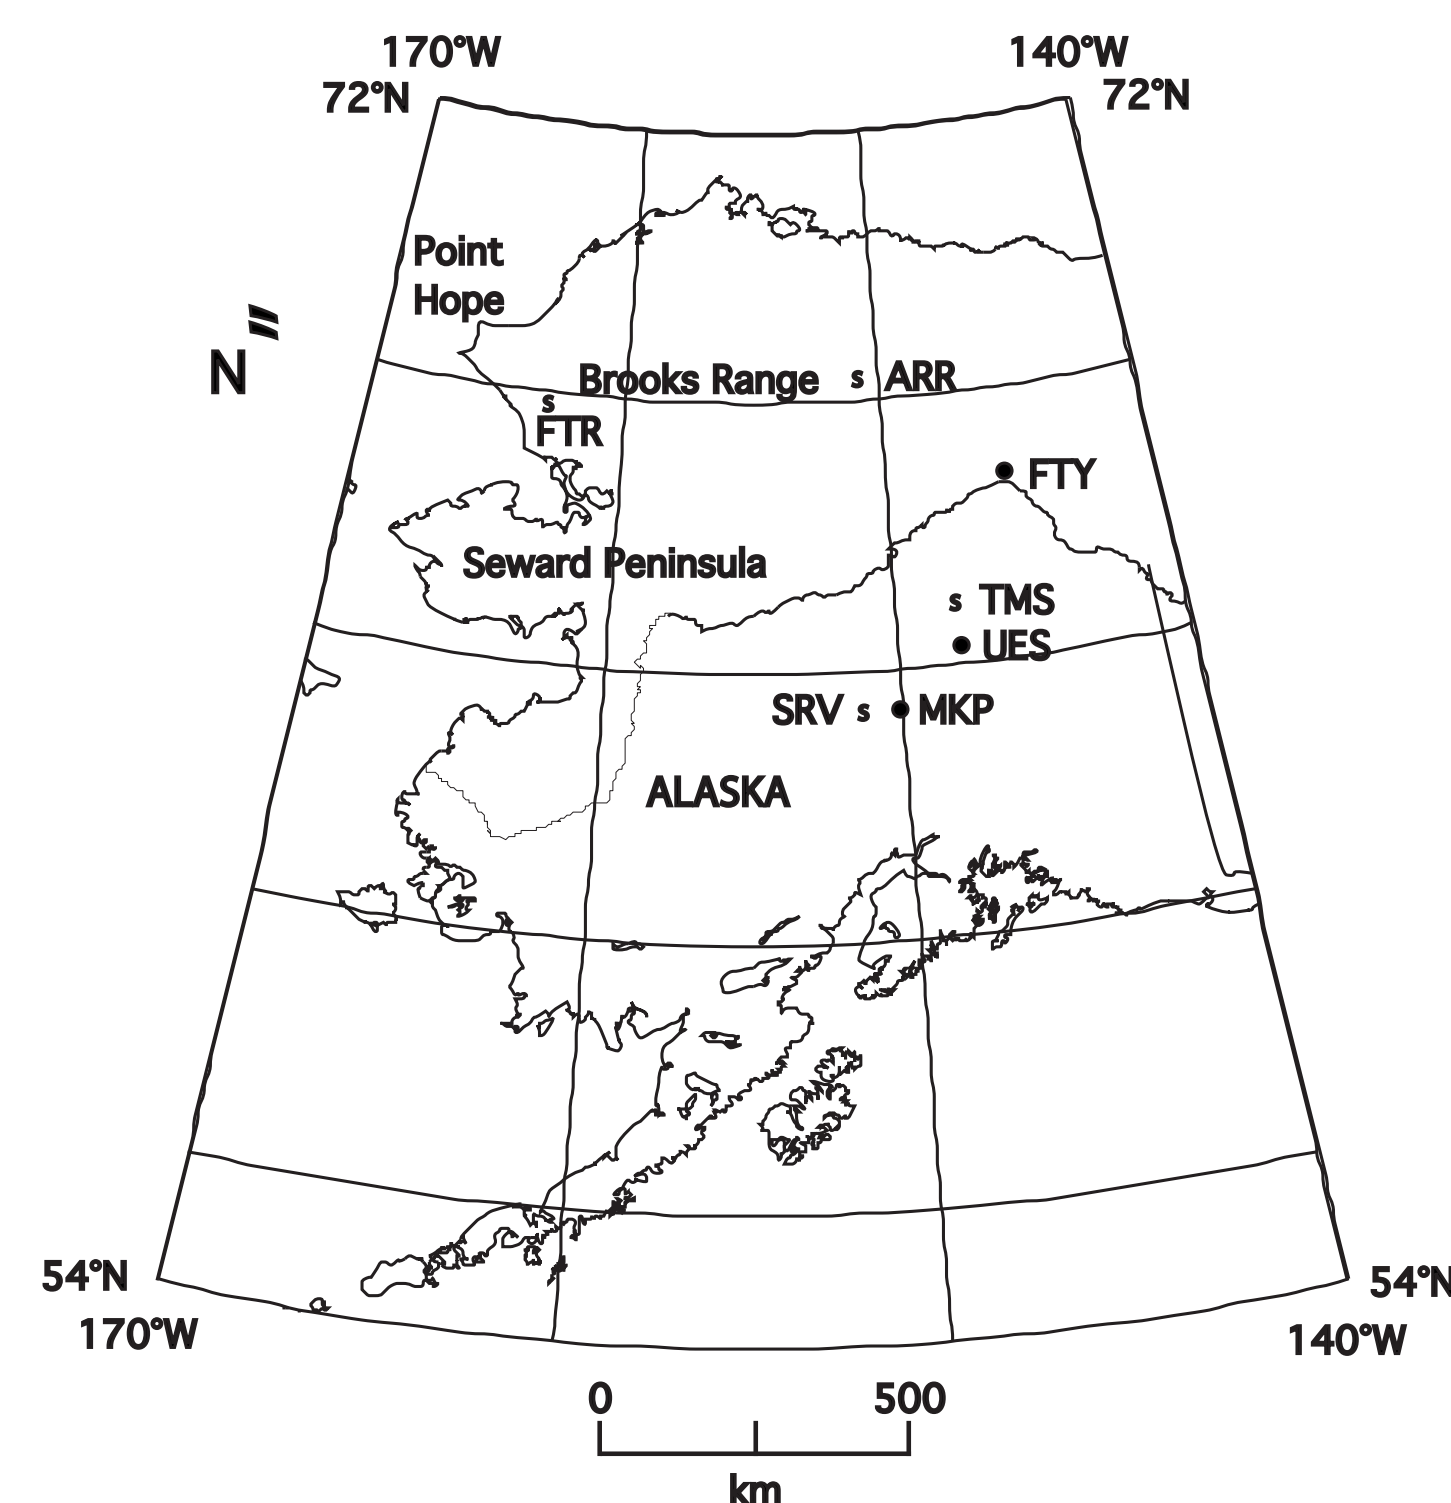 170°W
140°W
72°N
72°N
Point
Hope
N "
Brooks Range s ARR
s
FTR
FTY
Seward Peninsula
s TMS
UES
SRV s MKP
ALASKA
54°N
54°N
170°W
140°W
0
500
km